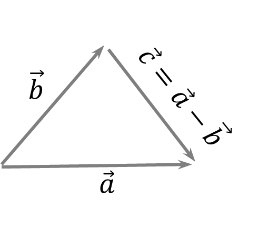 b⃗
c⃗ = a⃗ − b⃗
a⃗